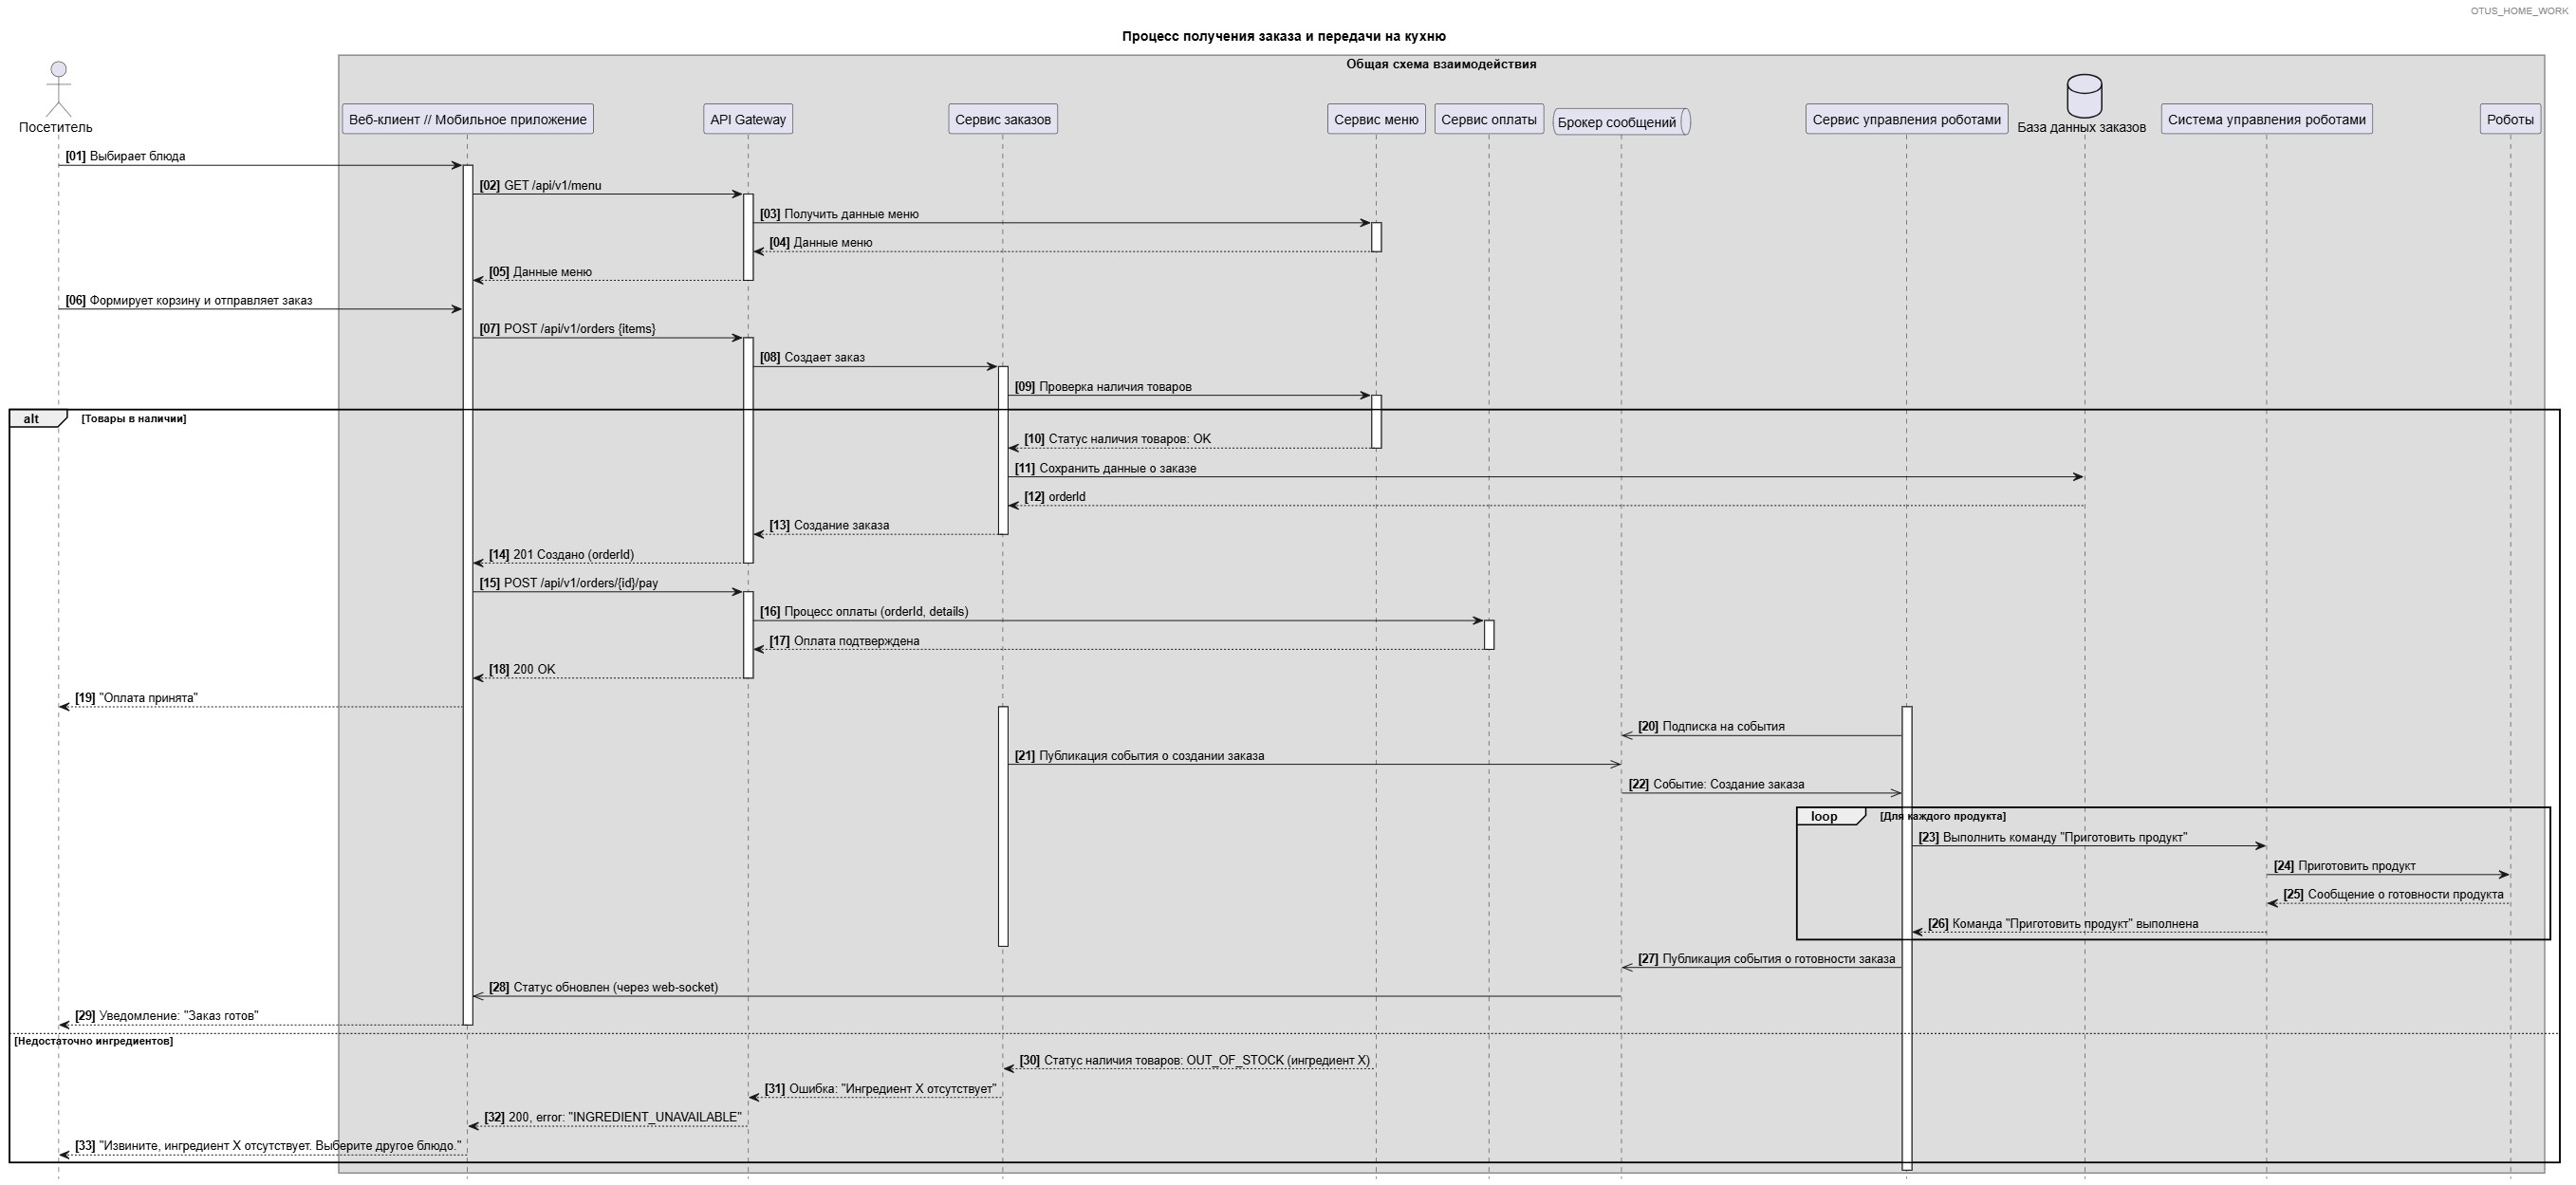 OTUS_HOME_WORK
Процесс получения заказа и передачи на кухню
Общая схема взаимодействия
Посетитель
Веб-клиент // Мобильное приложение
API Gateway
Сервис заказов
Сервис меню
Сервис оплаты
Брокер сообщений
Сервис управления роботами
База данных заказов
Система управления роботами
Роботы
[01] Выбирает блюда
[02] GET /api/v1/menu
[03] Получить данные меню
[04] Данные меню
[05] Данные меню
[06] Формирует корзину и отправляет заказ
[07] POST /api/v1/orders {items}
[08] Создает заказ
[09] Проверка наличия товаров
alt [Товары в наличии]
[10] Статус наличия товаров: OK
[11] Сохранить данные о заказе
[12] orderId
[13] Создание заказа
[14] 201 Создано (orderId)
[15] POST /api/v1/orders/{id}/pay
[16] Процесс оплаты (orderId, details)
[17] Оплата подтверждена
[18] 200 OK
[19] "Оплата принята"
[20] Подписка на события
[21] Публикация события о создании заказа
[22] Событие: Создание заказа
loop [Для каждого продукта]
[23] Выполнить команду "Приготовить продукт"
[24] Приготовить продукт
[25] Сообщение о готовности продукта
[26] Команда "Приготовить продукт" выполнена
[27] Публикация события о готовности заказа
[28] Статус обновлен (через web-socket)
[29] Уведомление: "Заказ готов"
[Недостаточно ингредиентов]
[30] Статус наличия товаров: OUT_OF_STOCK (ингредиент X)
[31] Ошибка: "Ингредиент X отсутствует"
[32] 200, error: "INGREDIENT_UNAVAILABLE"
[33] "Извините, ингредиент X отсутствует. Выберите другое блюдо."